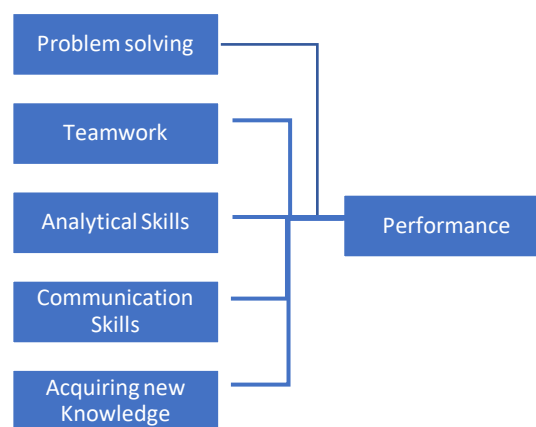 Problem solving
Teamwork
Analytical Skills
Performance
Communication
Skills
Acquiring new
Knowledge